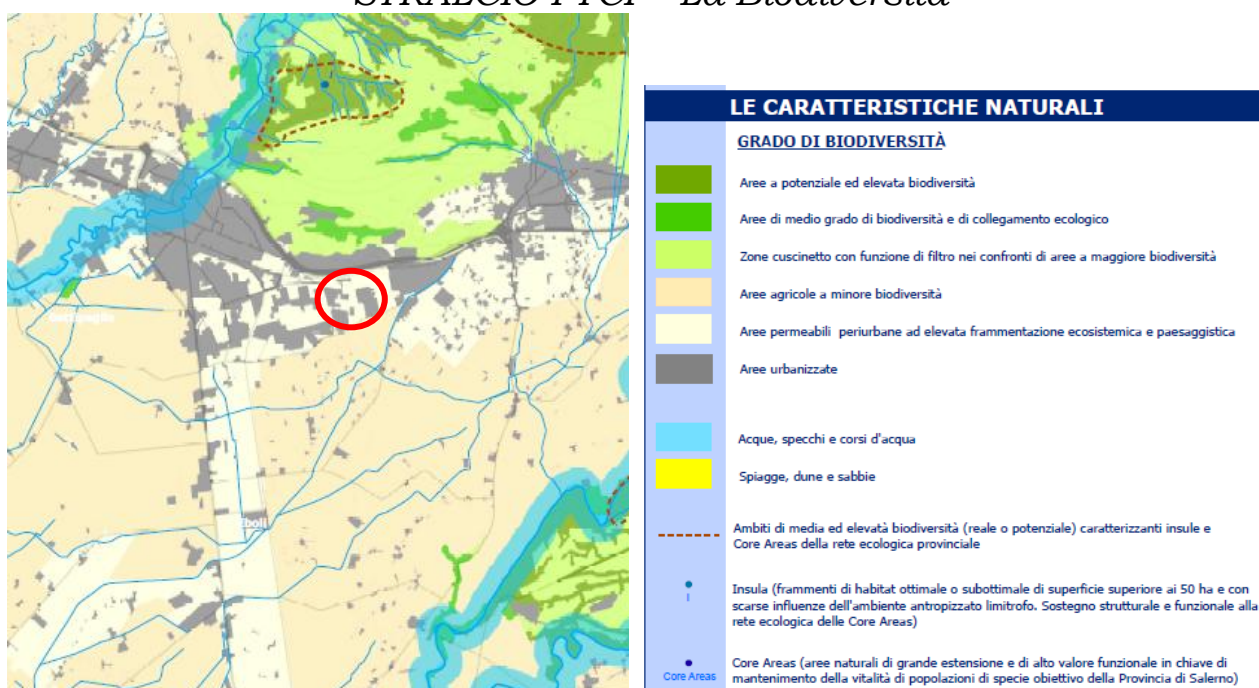 STRALCIO PTCP – La Biodiversità
Eboli
LE CARATTERISTICHE NATURALI
GRADO DI BIODIVERSITÀ
Aree a potenziale ed elevata biodiversità
Aree di medio grado di biodiversità e di collegamento ecologico
Zone cuscinetto con funzione di filtro nei confronti di aree a maggiore biodiversità
Aree agricole a minore biodiversità
Aree permeabili periurbane ad elevata frammentazione ecosistemica e paesaggistica
Aree urbanizzate
Acque, specchi e corsi d'acqua
Spiagge, dune e sabbie
Ambiti di media ed elevatà biodiversità (reale o potenziale) caratterizzanti insule e
Core Areas della rete ecologica provinciale
I
Insula (frammenti di habitat ottimale o subottimale di superficie superiore ai 50 ha e con
scarse influenze dell'ambiente antropizzato limitrofo. Sostegno strutturale e funzionale alla
rete ecologica delle Core Areas)
Core Areas
Core Areas (aree naturali di grande estensione e di alto valore funzionale in chiave di
mantenimento della vitalità di popolazioni di specie obiettivo della Provincia di Salerno)